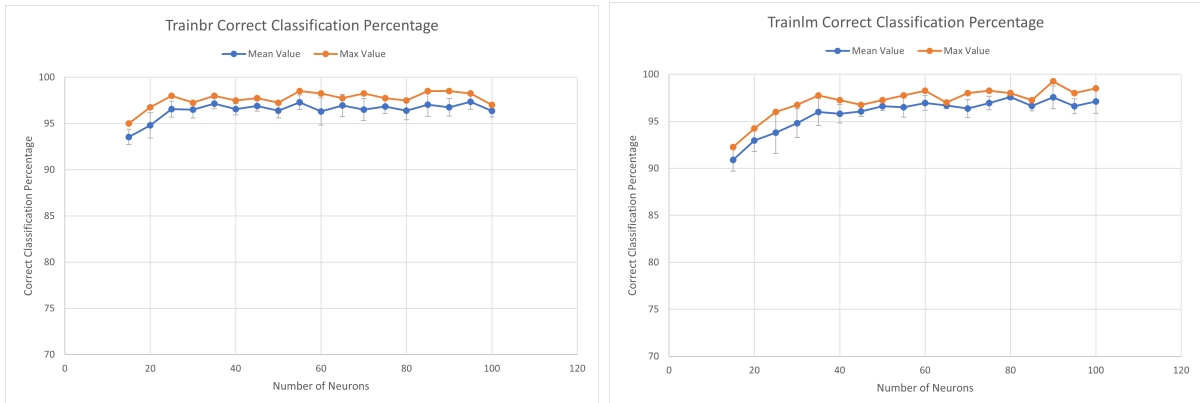 Trainbr Correct Classification Percentage
Mean Value Max Value
100
95
90
85
80
75
70
0 20 40 60 80 100 120
Number of Neurons
Correct Classification Percentage
Trainlm Correct Classification Percentage
Mean Value Max Value
100
95
90
85
80
75
70
0 20 40 60 80 100 120
Number of Neurons
Correct Classification Percentage